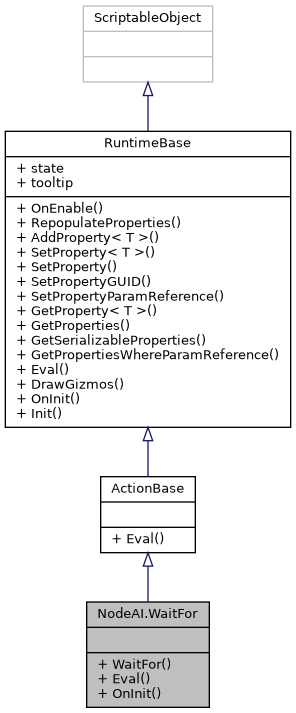 ScriptableObject
RuntimeBase
+ state
+ tooltip
+ OnEnable()
+ RepopulateProperties()
+ AddProperty< T >()
+ SetProperty< T >()
+ SetProperty()
+ SetPropertyGUID()
+ SetPropertyParamReference()
+ GetProperty< T >()
+ GetProperties()
+ GetSerializableProperties()
+ GetPropertiesWhereParamReference()
+ Eval()
+ DrawGizmos()
+ OnInit()
+ Init()
ActionBase
+ Eval()
NodeAI.WaitFor
+ WaitFor()
+ Eval()
+ OnInit()